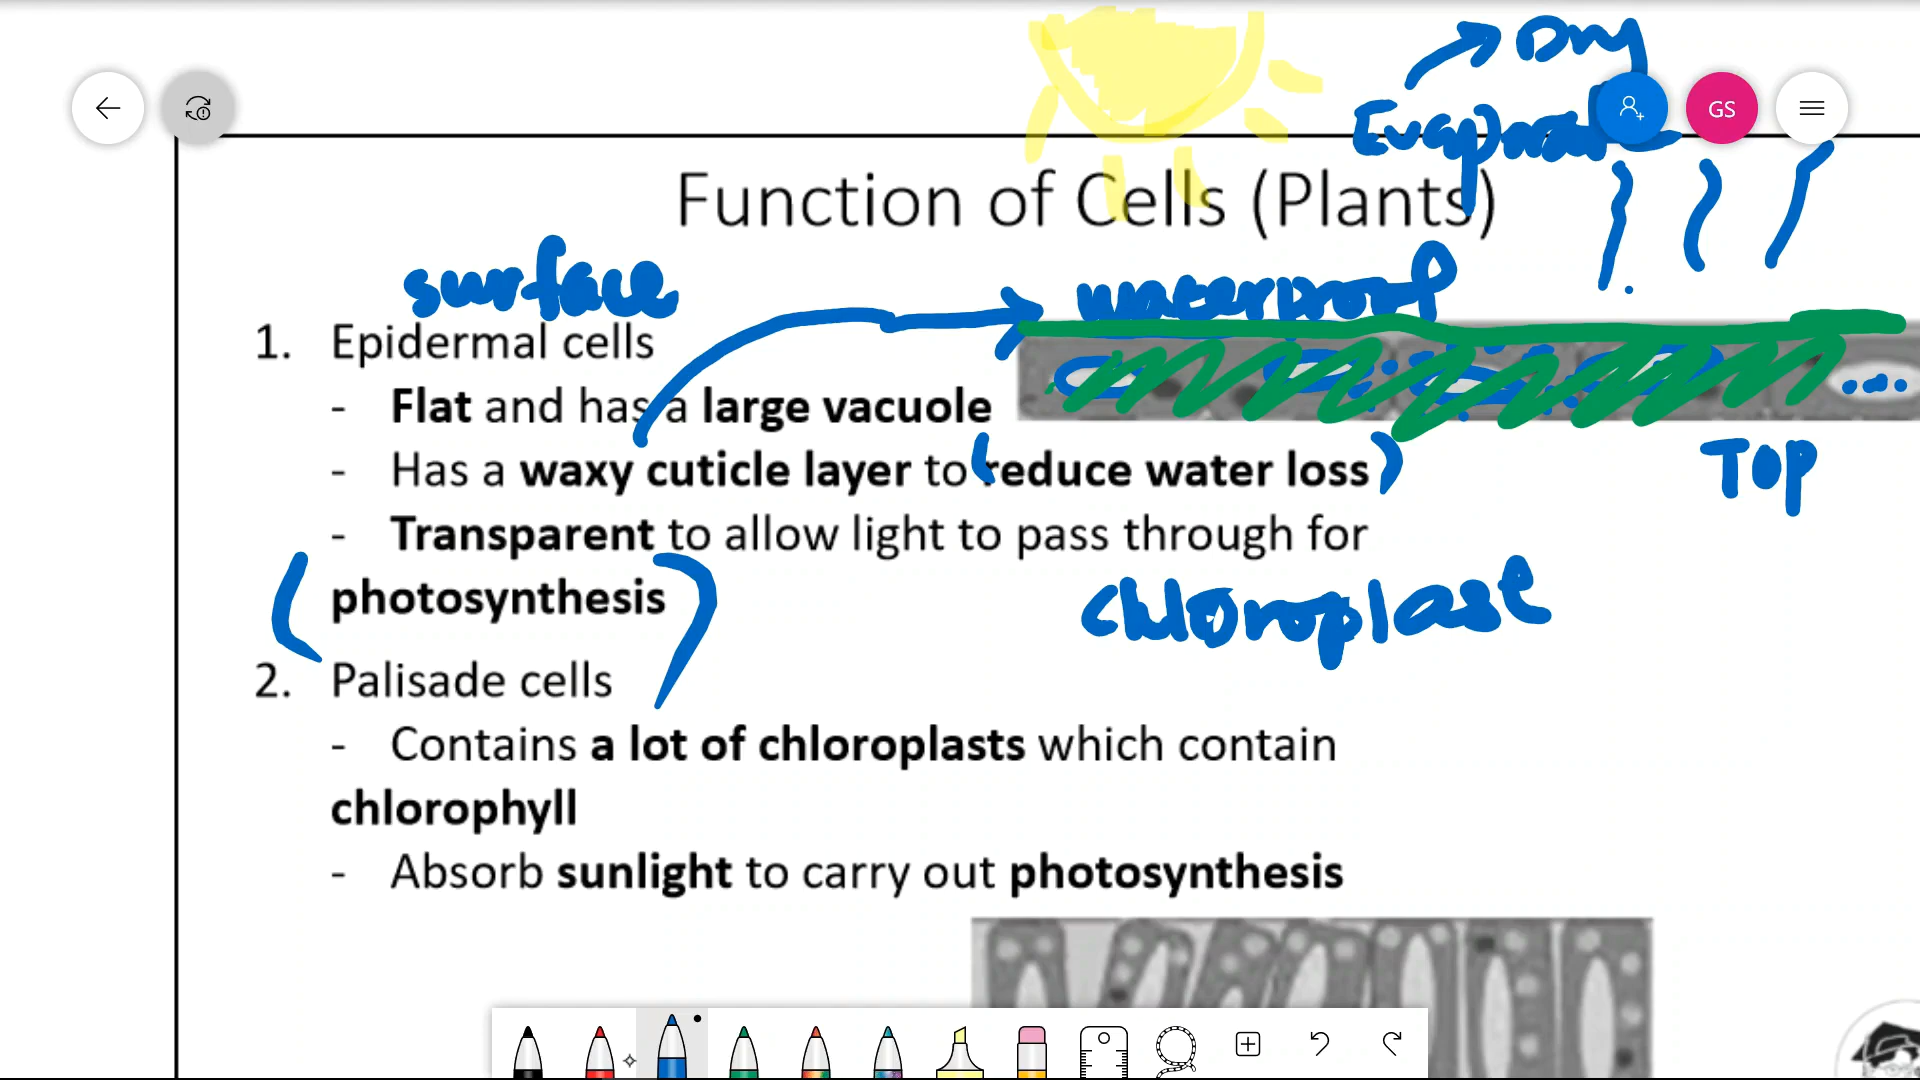 Dry
Evaporat
GS
Function of Cells (Plants)
surface
waterproof
1. Epidermal cells
- Flat and has a large vacuole
- Has a waxy cuticle layer to reduce water loss
TOP
- Transparent to allow light to pass through for
photosynthesis
chloroplast
2. Palisade cells
- Contains a lot of chloroplasts which contain
chlorophyll
- Absorb sunlight to carry out photosynthesis